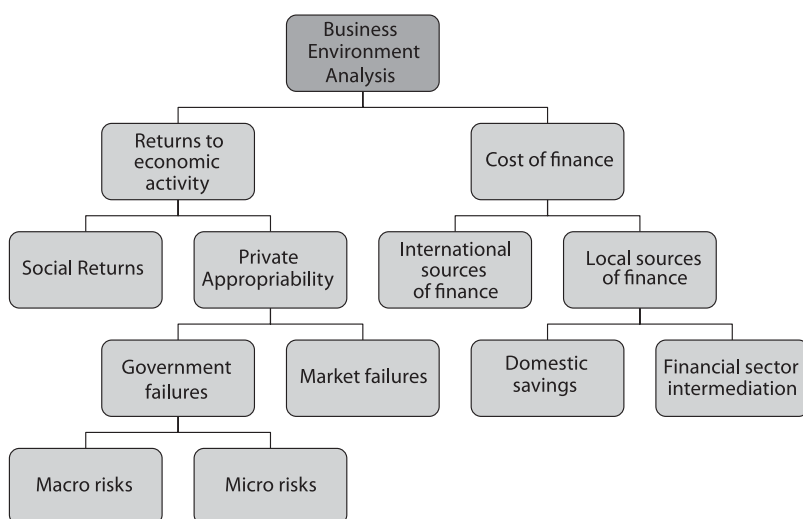 Business
Environment
Analysis
Returns to
economic
activity
Cost of finance
Social Returns
Private
Appropriability
International
sources
of finance
Local sources
of finance
Government
failures
Market failures
Domestic
savings
Financial sector
intermediation
Macro risks
Micro risks